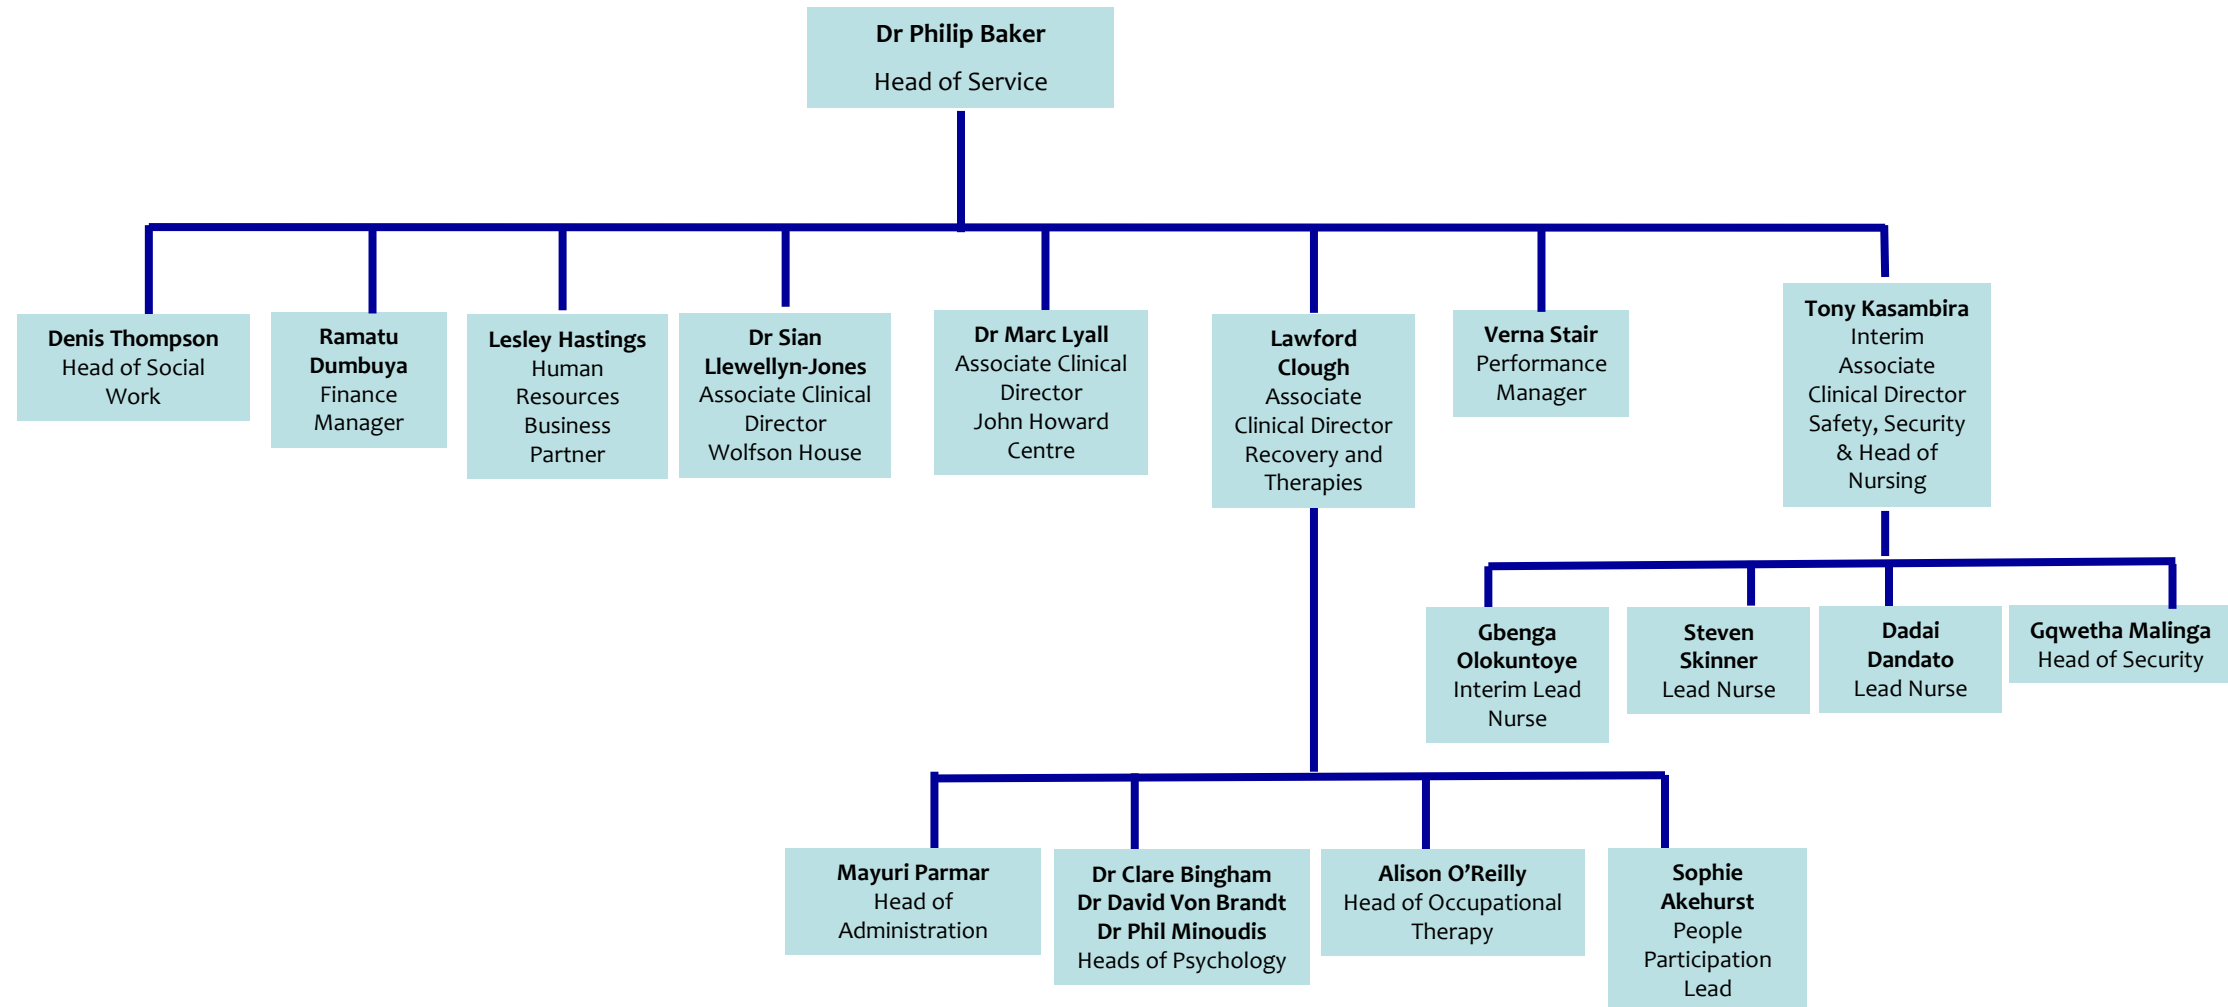 Dr Philip Baker
Head of Service
Denis Thompson
Head of Social
Work
Ramatu
Dumbuya
Finance
Manager
Lesley Hastings
Human
Resources
Business
Partner
Dr Sian
Llewellyn-Jones
Associate Clinical
Director
Wolfson House
Dr Marc Lyall
Associate Clinical
Director
John Howard
Centre
Lawford
Clough
Associate
Clinical Director
Recovery and
Therapies
Verna Stair
Performance
Manager
Tony Kasambira
Interim
Associate
Clinical Director
Safety, Security
& Head of
Nursing
Gbenga
Olokuntoye
Interim Lead
Nurse
Steven
Skinner
Lead Nurse
Dadai
Dandato
Lead Nurse
Gqwetha Malinga
Head of Security
Mayuri Parmar
Head of
Administration
Dr Clare Bingham
Dr David Von Brandt
Dr Phil Minoudis
Heads of Psychology
Alison O’Reilly
Head of Occupational
Therapy
Sophie
Akehurst
People
Participation
Lead